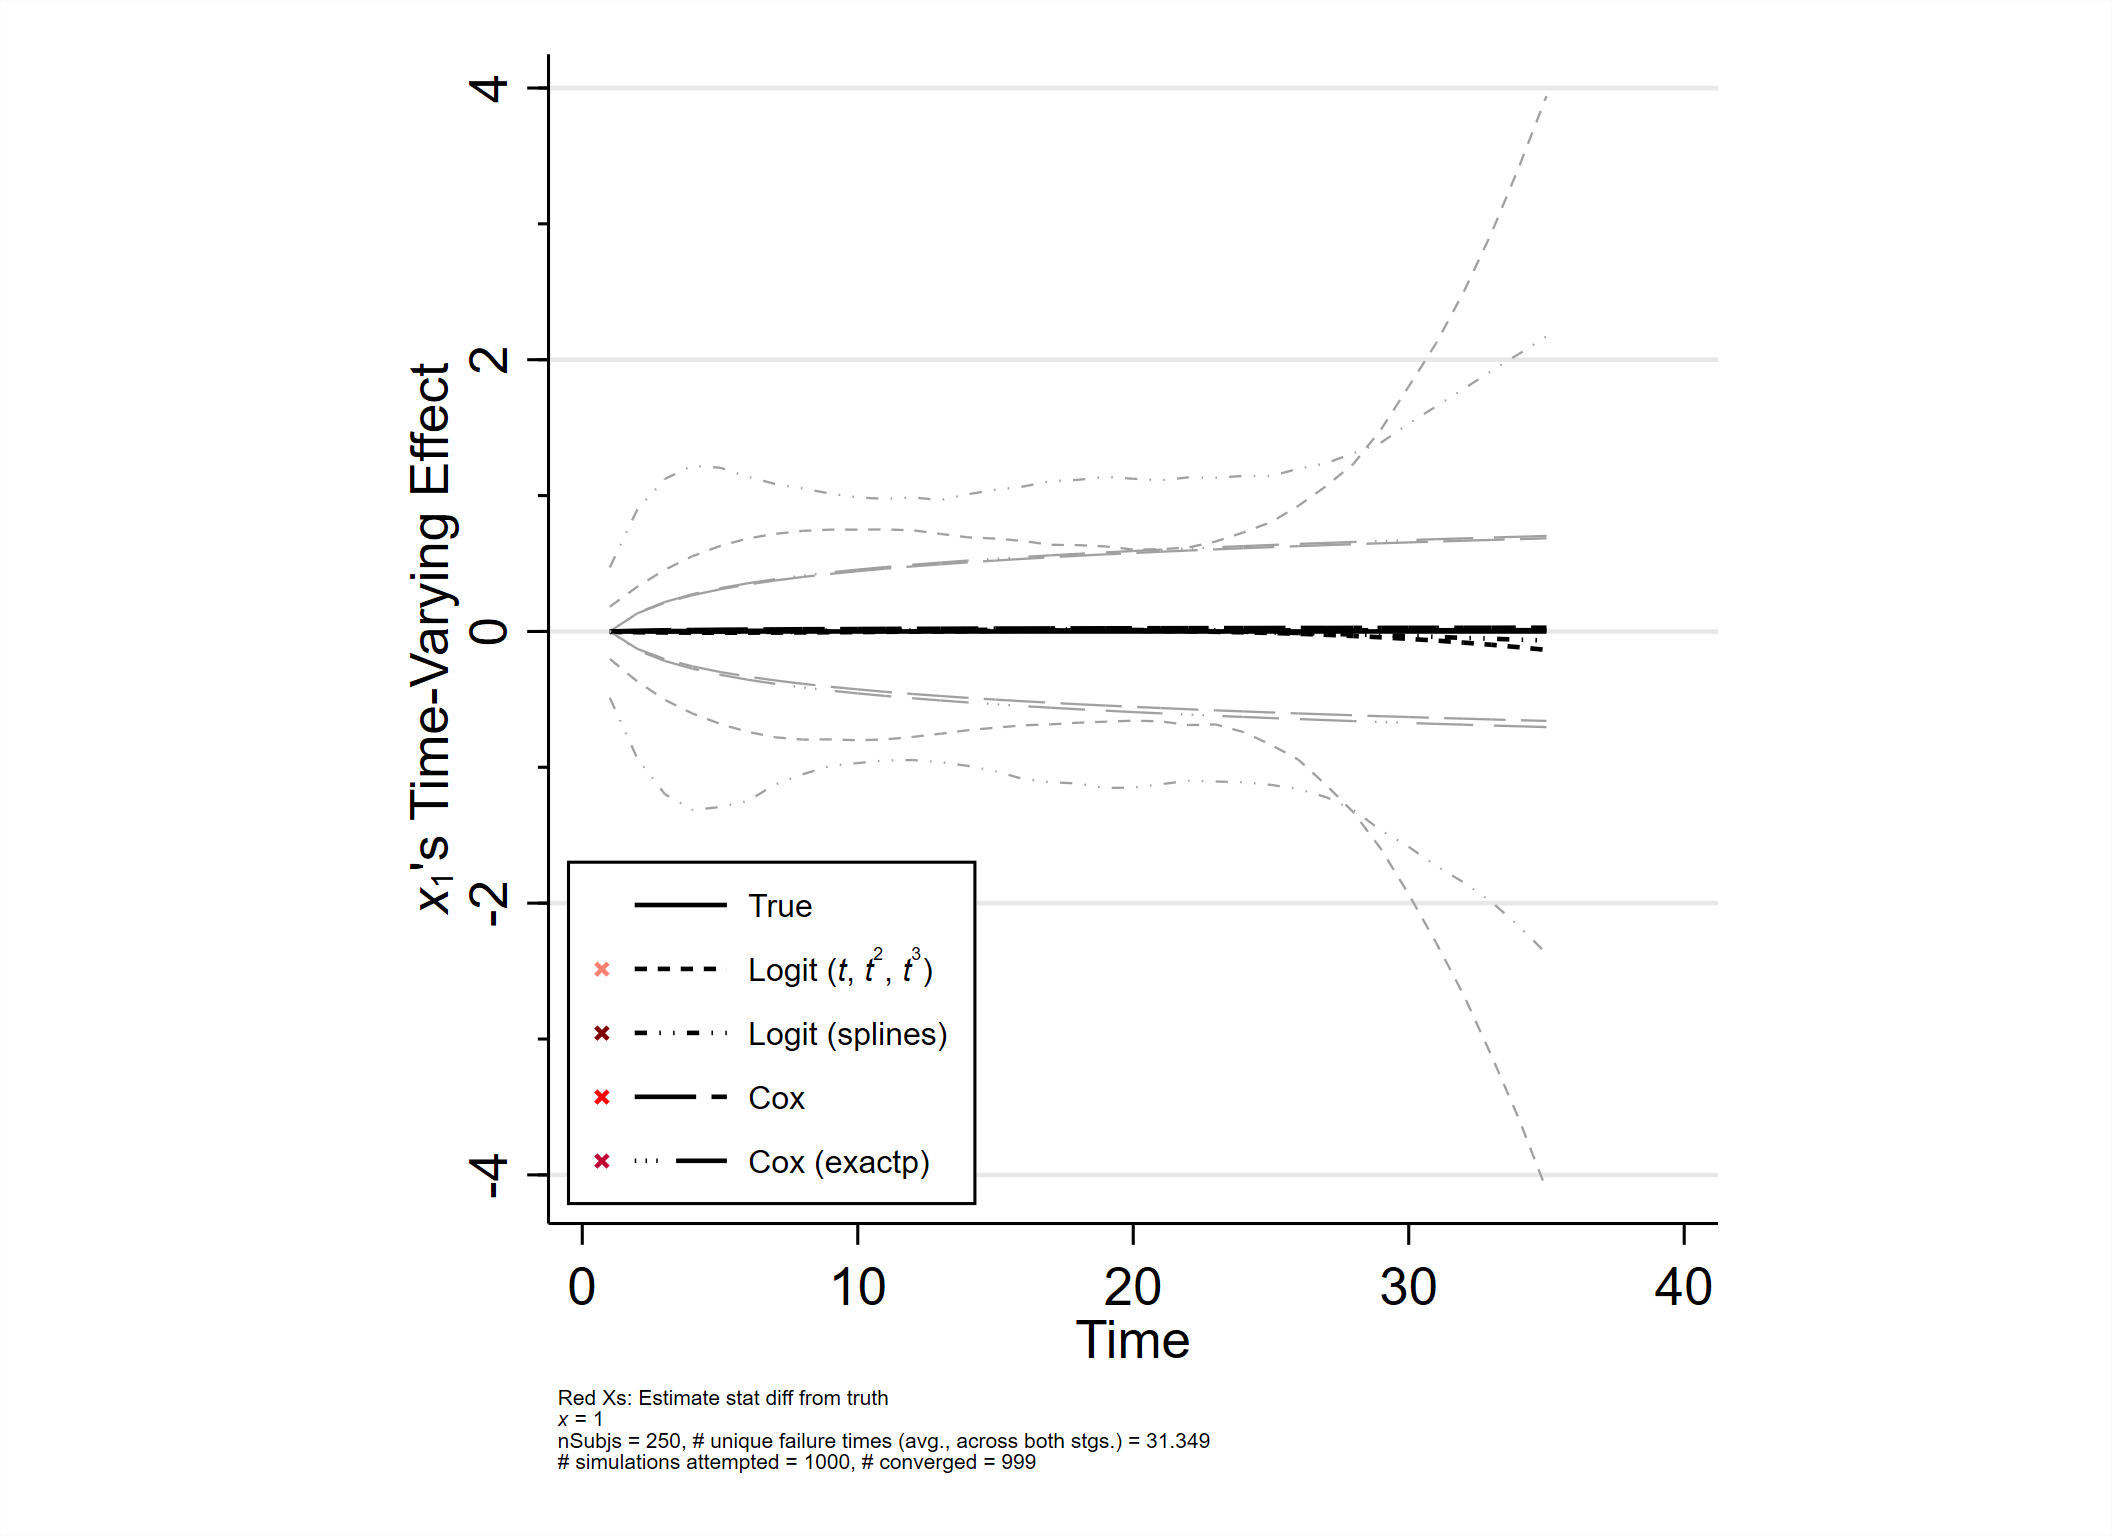 4
2
0
-2
-4
x₁'s Time-Varying Effect
True
Logit (t, t², t³)
Logit (splines)
Cox
Cox (exactp)
0 10 20 30 40
Time
Red Xs: Estimate stat diff from truth
x = 1
nSubjs = 250, # unique failure times (avg., across both stgs.) = 31.349
# simulations attempted = 1000, # converged = 999